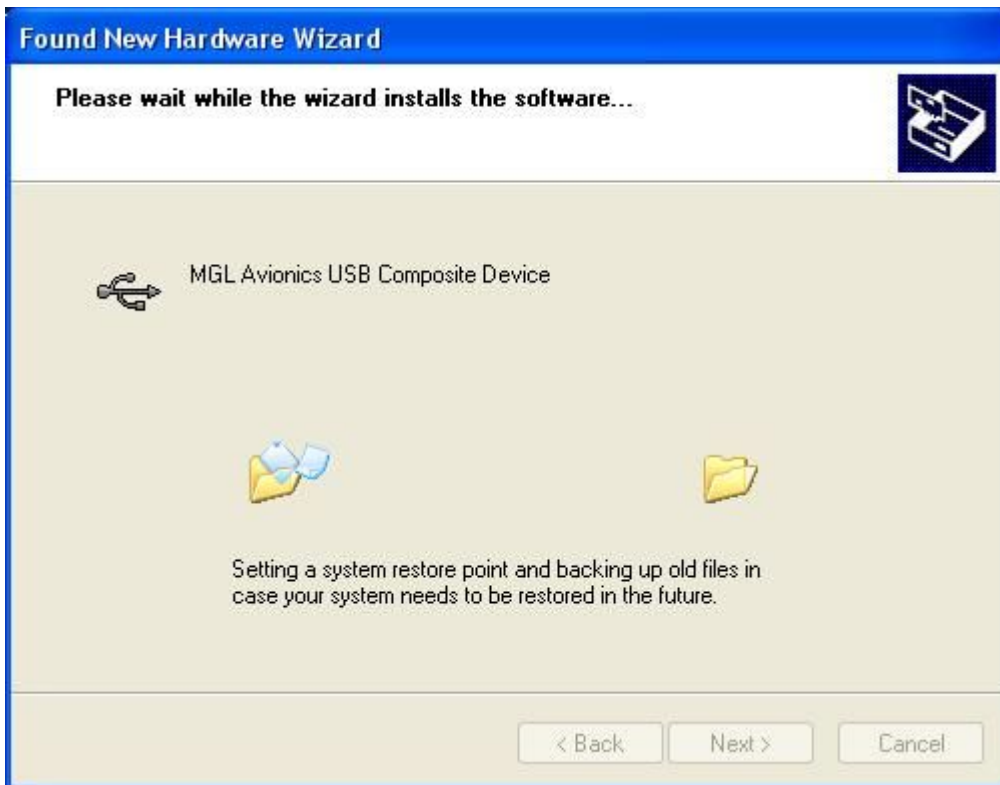 Found New Hardware Wizard
Please wait while the wizard installs the software...
MGL Avionics USB Composite Device
Setting a system restore point and backing up old files in
case your system needs to be restored in the future.
< Back
Next >
Cancel